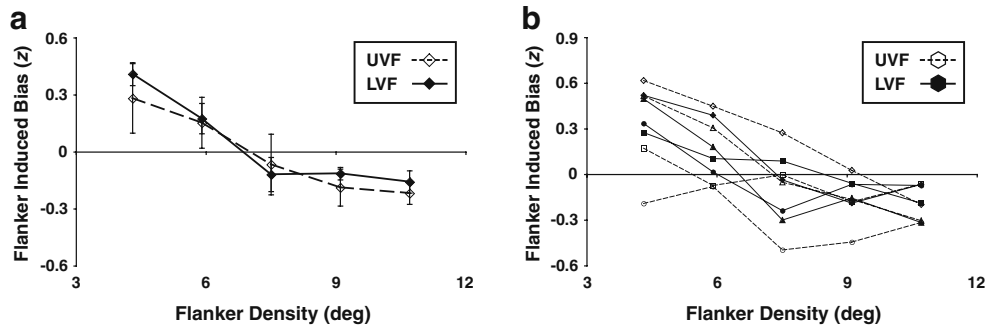 a
Flanker Induced Bias (z)
0.6
0.3
0
-0.3
-0.6
UVF
LVF
3
6
9
12
Flanker Density (deg)
b
Flanker Induced Bias (z)
0.9
0.6
0.3
0
-0.3
-0.6
UVF
LVF
3
6
9
12
Flanker Density (deg)